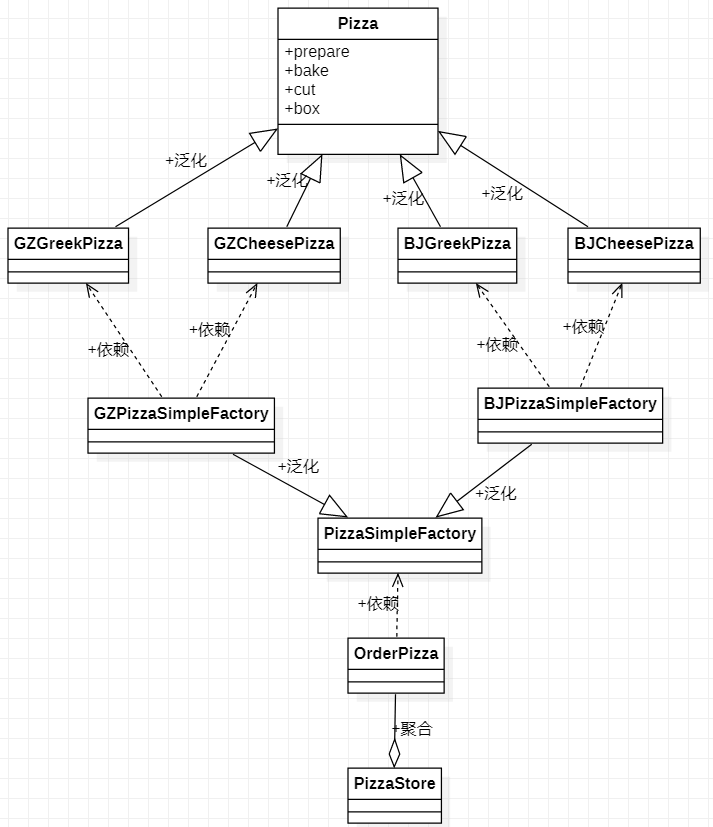 Pizza
+prepare
+bake
+cut
+box
+泛化
+泛化
+泛化
+泛化
GZGreekPizza
GZCheesePizza
BJGreekPizza
BJCheesePizza
+依赖
+依赖
+依赖
+依赖
GZPizzaSimpleFactory
BJPizzaSimpleFactory
+泛化
+泛化
PizzaSimpleFactory
+依赖
OrderPizza
+聚合
PizzaStore